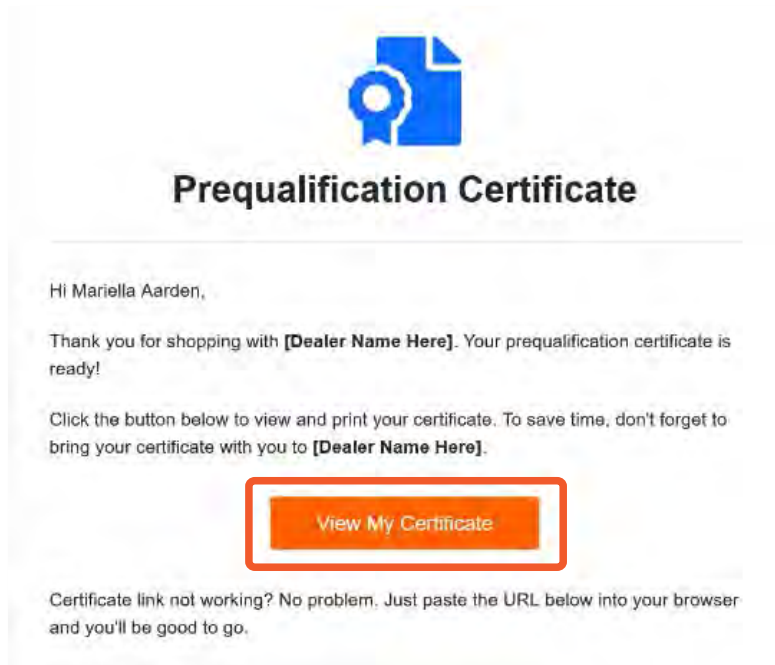 Prequalification Certificate
Hi Mariella Aarden,
Thank you for shopping with [Dealer Name Here]. Your prequalification certificate is
ready!
Click the button below to view and print your certificate. To save time, don't forget to
bring your certificate with you to [Dealer Name Here].
View My Certificate
Certificate link not working? No problem. Just paste the URL below into your browser
and you'll be good to go.